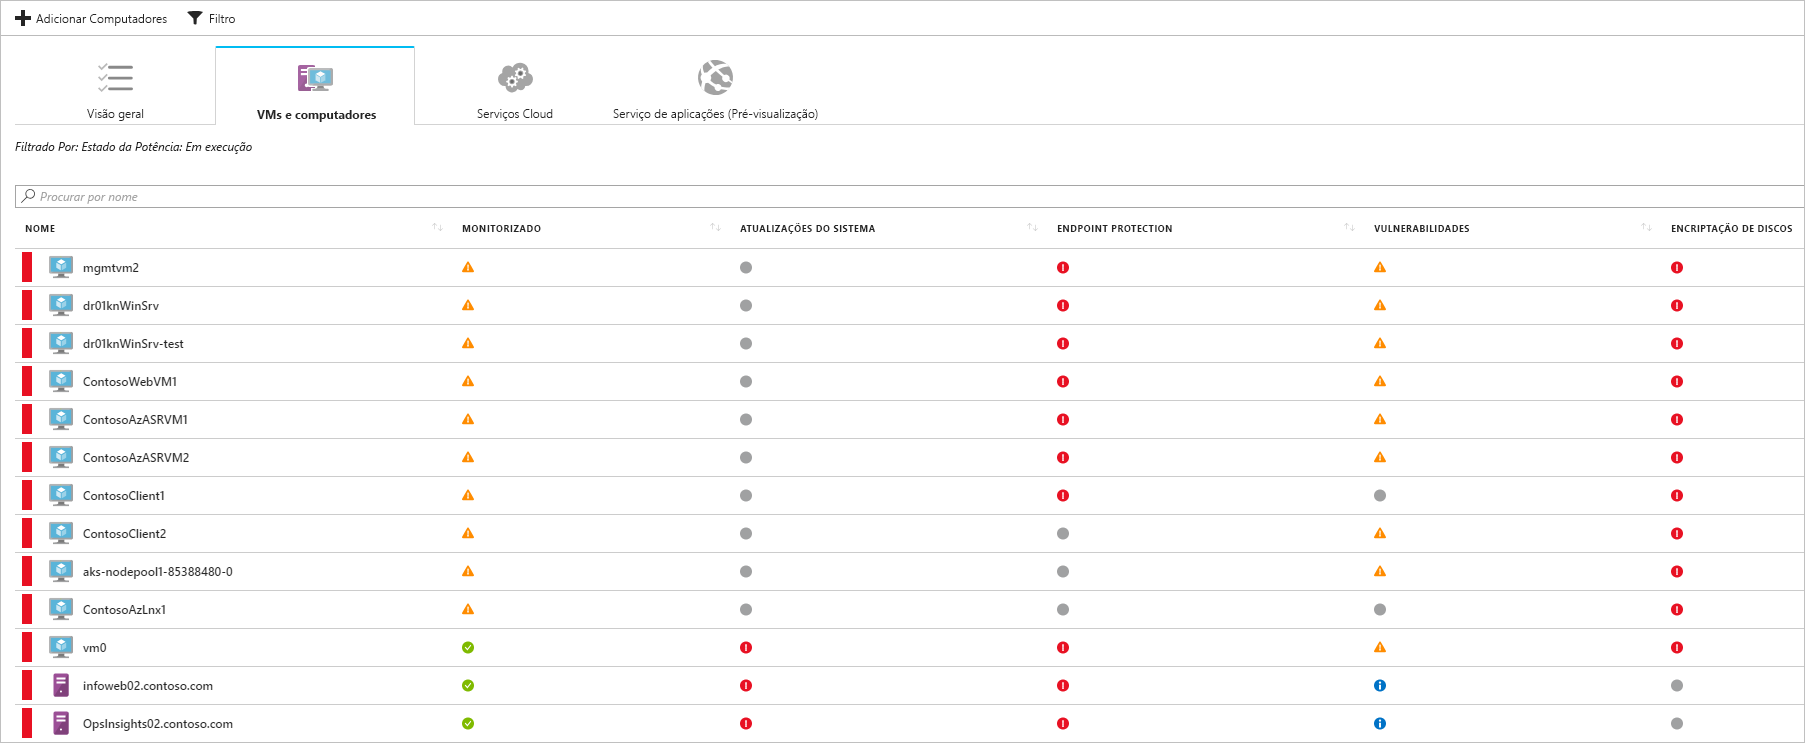 Adicionar Computadores Filtro
Visão geral VMs e computadores Serviços Cloud Serviço de aplicações (Pré-visualização)
Filtrado Por: Estado da Potência: Em execução
Procurar por nome
NOME MONITORIZADO ATUALIZAÇÕES DO SISTEMA ENDPOINT PROTECTION VULNERABILIDADES ENCRIPTAÇÃO DE DISCOS
mgmtvm2
dr01knWinSrv
dr01knWinSrv-test
ContosoWebVM1
ContosoAzASRVM1
ContosoAzASRVM2
ContosoClient1
ContosoClient2
aks-nodepool1-85388480-0
ContosoAzLnx1
vm0
infoweb02.contoso.com
OpsInsights02.contoso.com